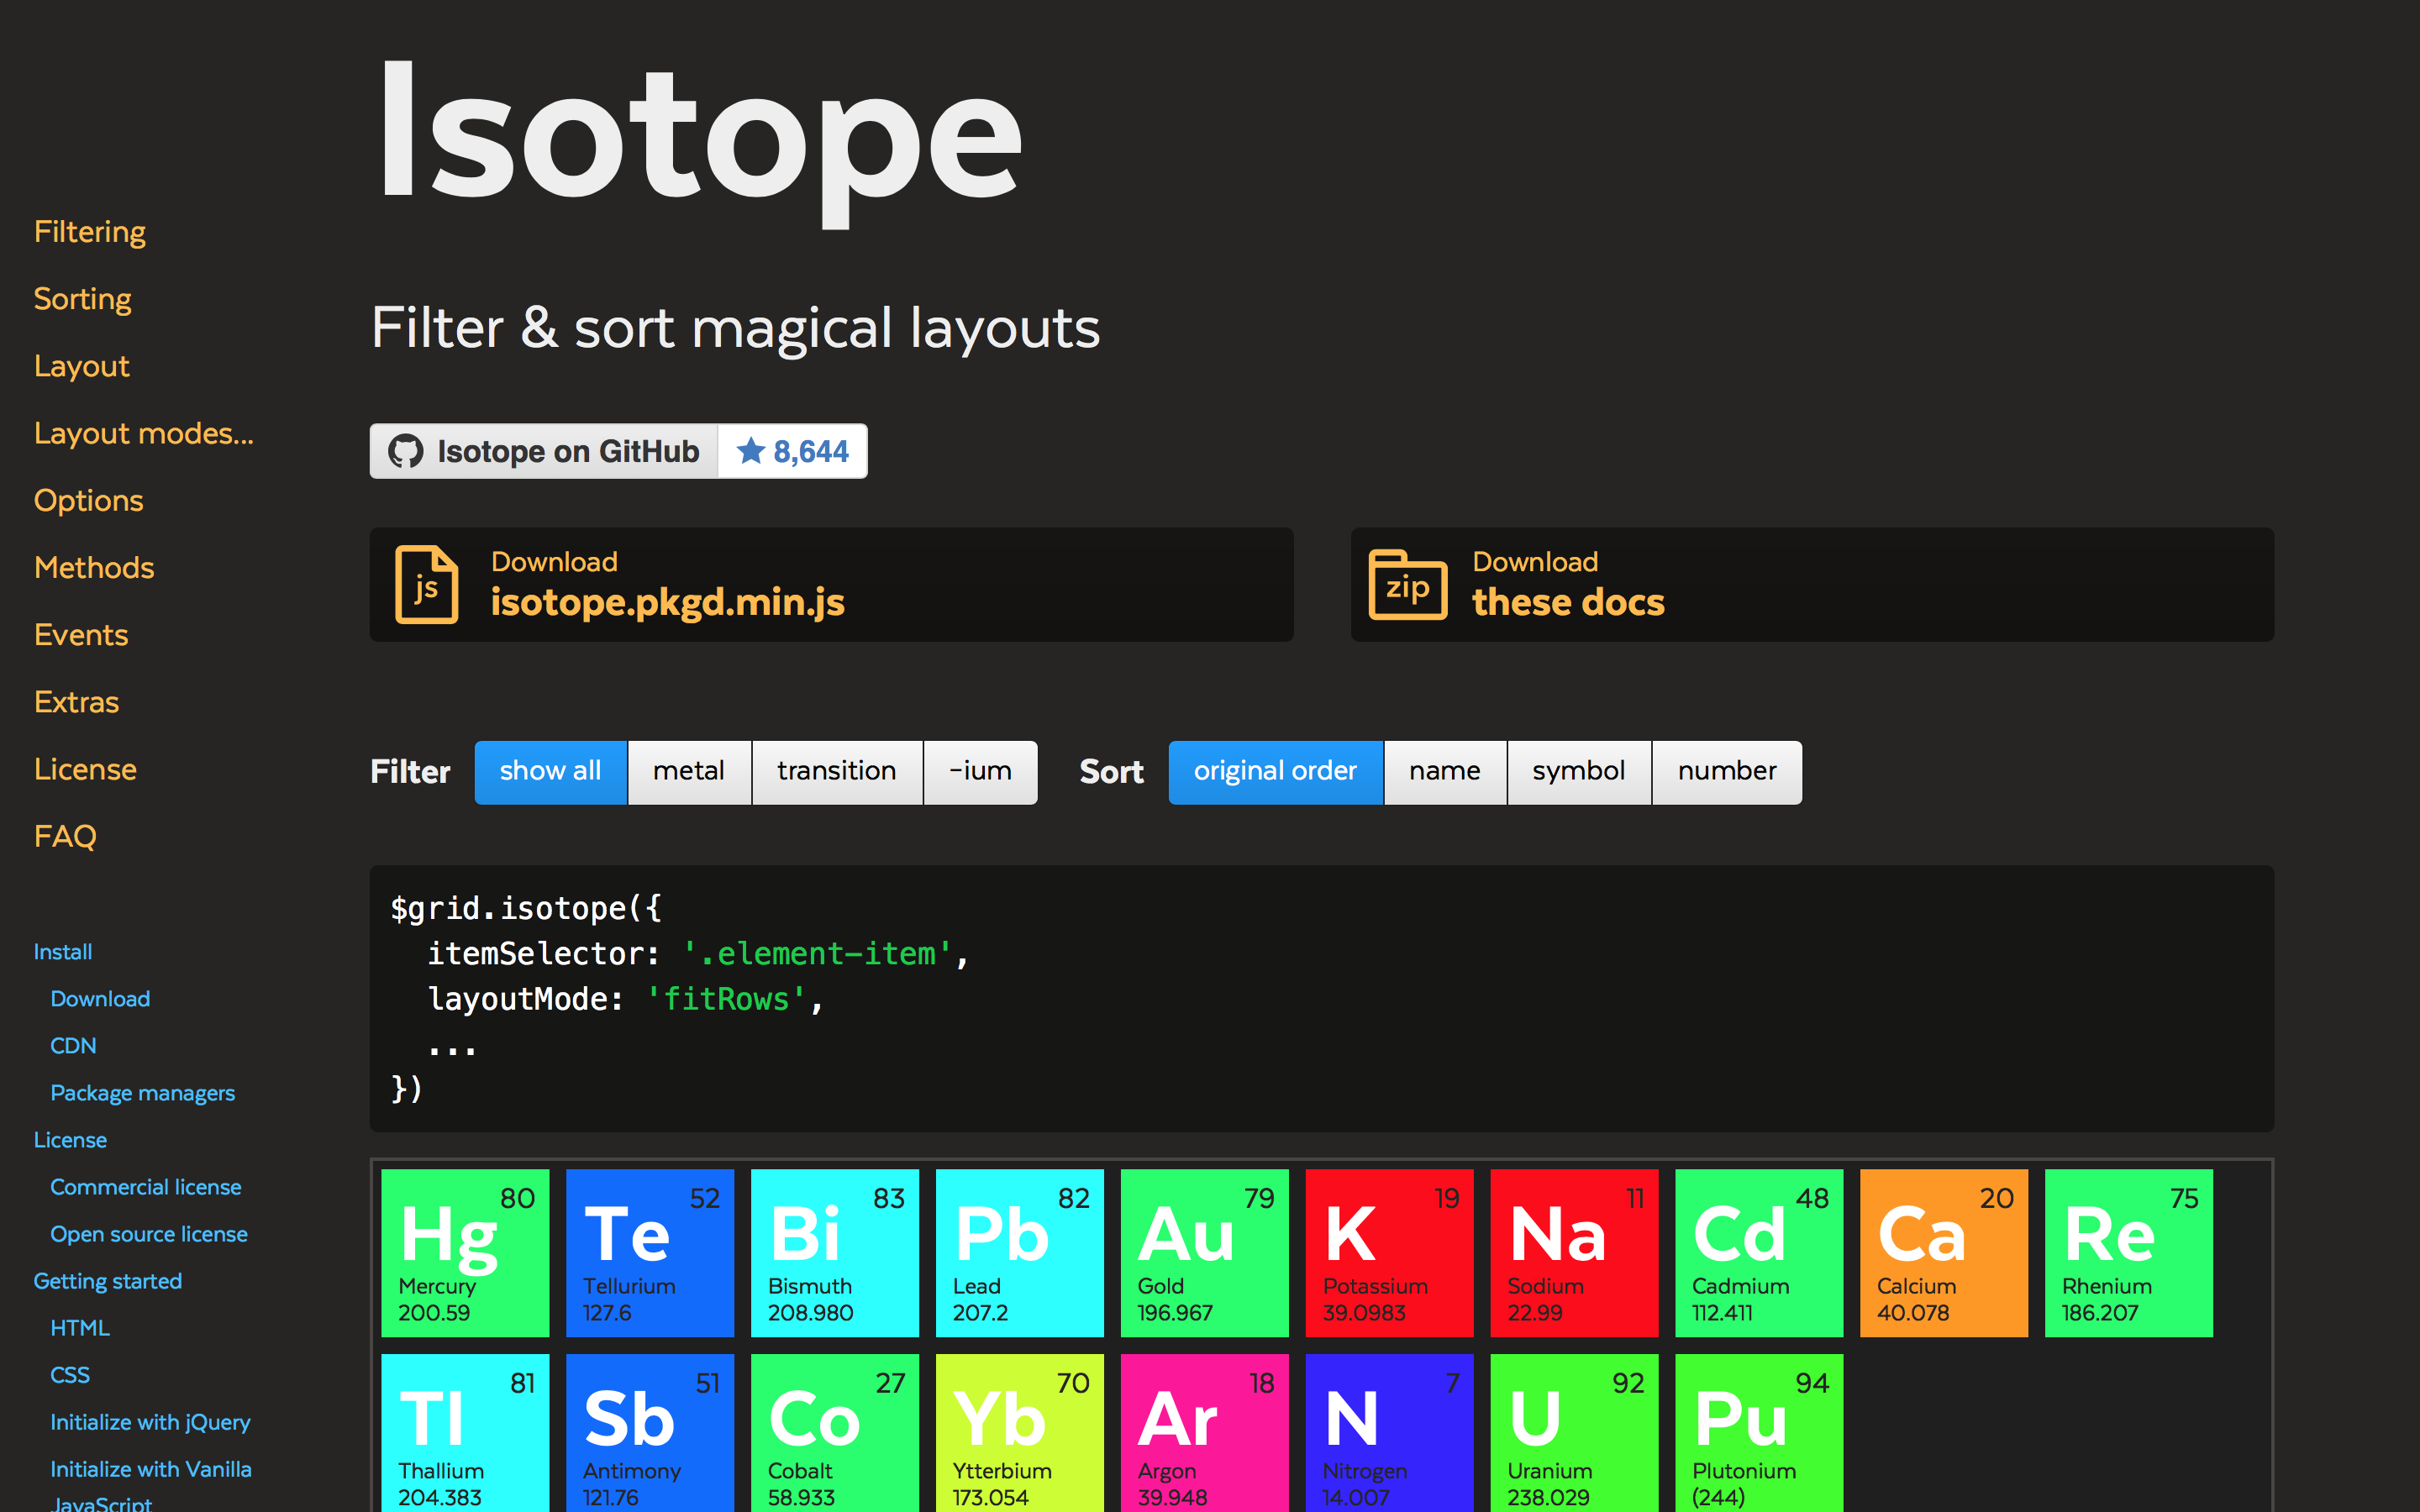 Isotope
Filtering
Sorting
Layout
Layout modes...
Options
Methods
Events
Extras
License
FAQ
Install
Download
CDN
Package managers
License
Commercial license
Open source license
Getting started
HTML
CSS
Initialize with jQuery
Initialize with Vanilla
JavaScript
Filter & sort magical layouts
Isotope on GitHub 8,644
js
Download
isotope.pkgd.min.js
zip
Download
these docs
Filter show all metal transition -ium Sort original order name symbol number
$grid.isotope({
  itemSelector: '.element-item',
  layoutMode: 'fitRows',
  ...
})
80
Hg
Mercury
200.59
52
Te
Tellurium
127.6
83
Bi
Bismuth
208.980
82
Pb
Lead
207.2
79
Au
Gold
196.967
19
K
Potassium
39.0983
11
Na
Sodium
22.99
48
Cd
Cadmium
112.411
20
Ca
Calcium
40.078
75
Re
Rhenium
186.207
81
Tl
Thallium
204.383
51
Sb
Antimony
121.76
27
Co
Cobalt
58.933
70
Yb
Ytterbium
173.054
18
Ar
Argon
39.948
7
N
Nitrogen
14.007
92
U
Uranium
238.029
94
Pu
Plutonium
(244)